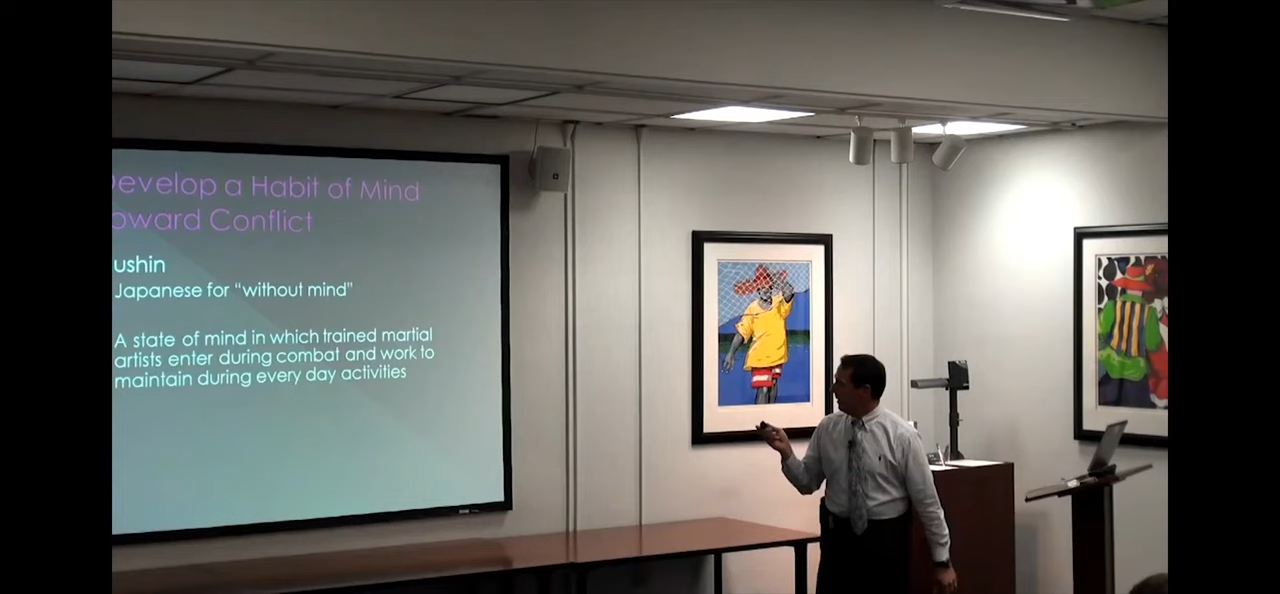 Develop a Habit of Mind
oward Conflict
ushin
Japanese for “without mind”
A state of mind in which trained martial
artists enter during combat and work to
maintain during every day activities